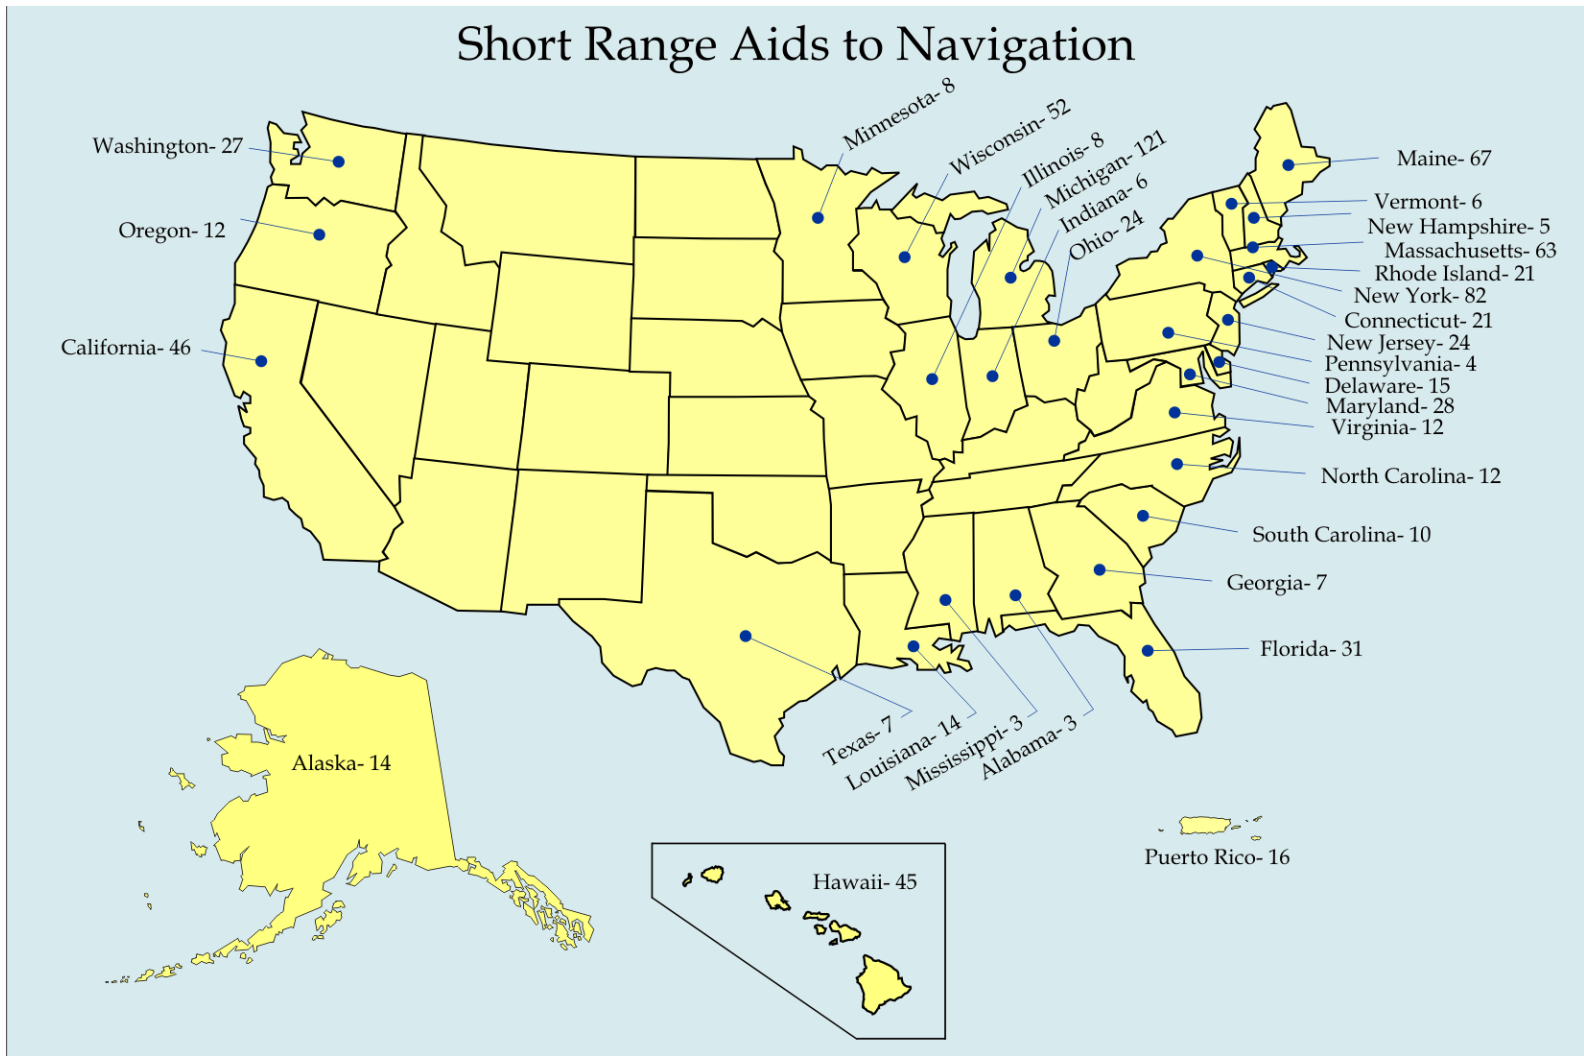 Short Range Aids to Navigation
Minnesota- 8
Wisconsin- 52
Illinois- 8
Michigan- 121
Indiana- 6
Ohio- 24
Washington- 27
Oregon- 12
California- 46
Maine- 67
Vermont- 6
New Hampshire- 5
Massachusetts- 63
Rhode Island- 21
New York- 82
Connecticut- 21
New Jersey- 24
Pennsylvania- 4
Delaware- 15
Maryland- 28
Virginia- 12
North Carolina- 12
South Carolina- 10
Georgia- 7
Florida- 31
Texas- 7
Louisiana- 14
Mississippi- 3
Alabama- 3
Alaska- 14
Hawaii- 45
Puerto Rico- 16